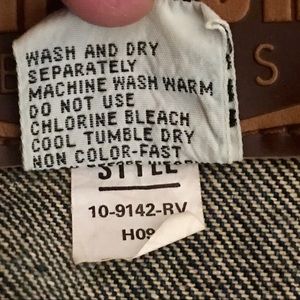 WASH AND DRY
SEPARATELY
MACHINE WASH WARM
DO NOT USE
CHLORINE BLEACH
COOL TUMBLE DRY
NON COLOR-FAST
STYLE
10-9142-RV
H09